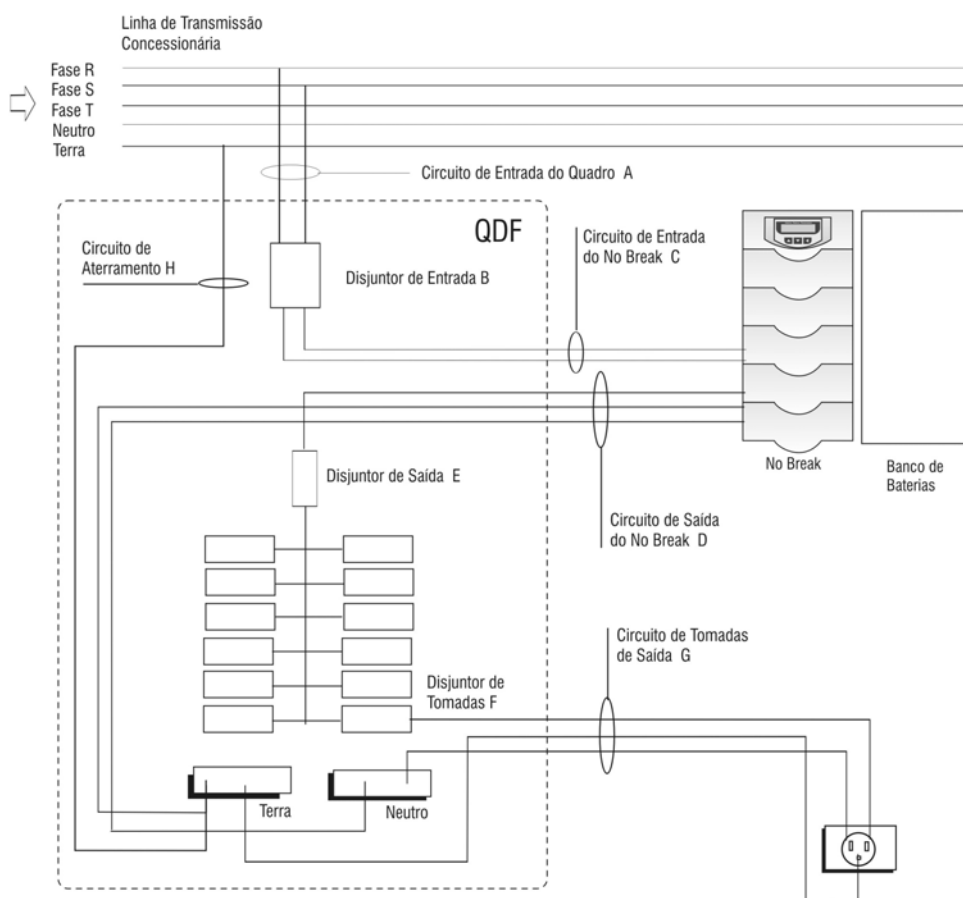 Linha de Transmissão
Concessionária
Fase R
Fase S
Fase T
Neutro
Terra
Circuito de Entrada do Quadro A
QDF
Circuito de
Aterramento H
Disjuntor de Entrada B
Circuito de Entrada
do No Break C
No Break
Banco de
Baterias
Disjuntor de Saída E
Circuito de Saída
do No Break D
Circuito de Tomadas
de Saída G
Disjuntor de
Tomadas F
Terra
Neutro